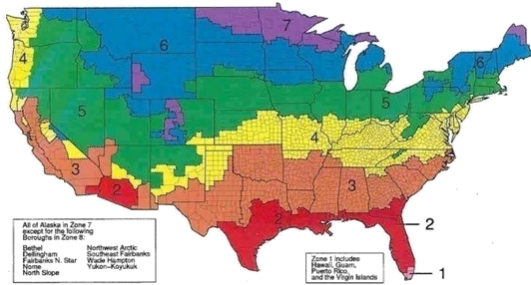 7
6
6
4
5
5
4
3
2
3
2
2
1
All of Alaska in Zone 7
except for the following
Boroughs in Zone 8:
Bethel Northwest Arctic
Dellingham Southeast Fairbanks
Fairbanks N. Star Wade Hampton
Nome Yukon-Koyukuk
North Slope
Zone 1 includes
Hawaii, Guam,
Puerto Rico,
and the Virgin Islands